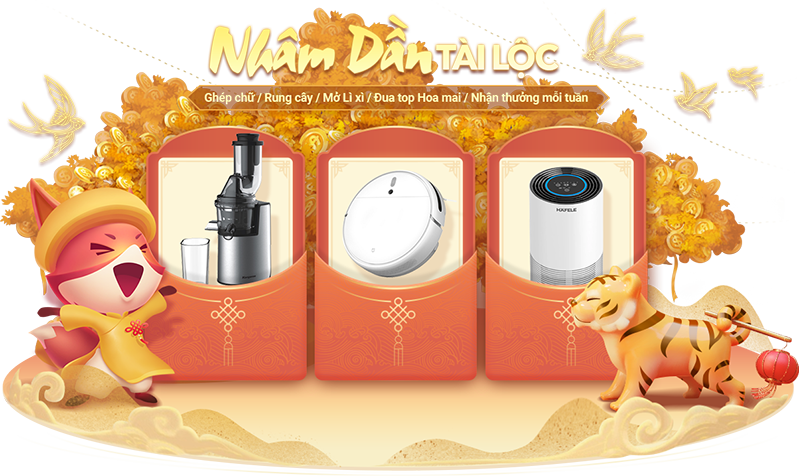 Nhâm Dần TÀI LỘC
Ghép chữ / Rung cây / Mở Lì xì / Đua top Hoa mai / Nhận thưởng mỗi tuần
HÄFELE